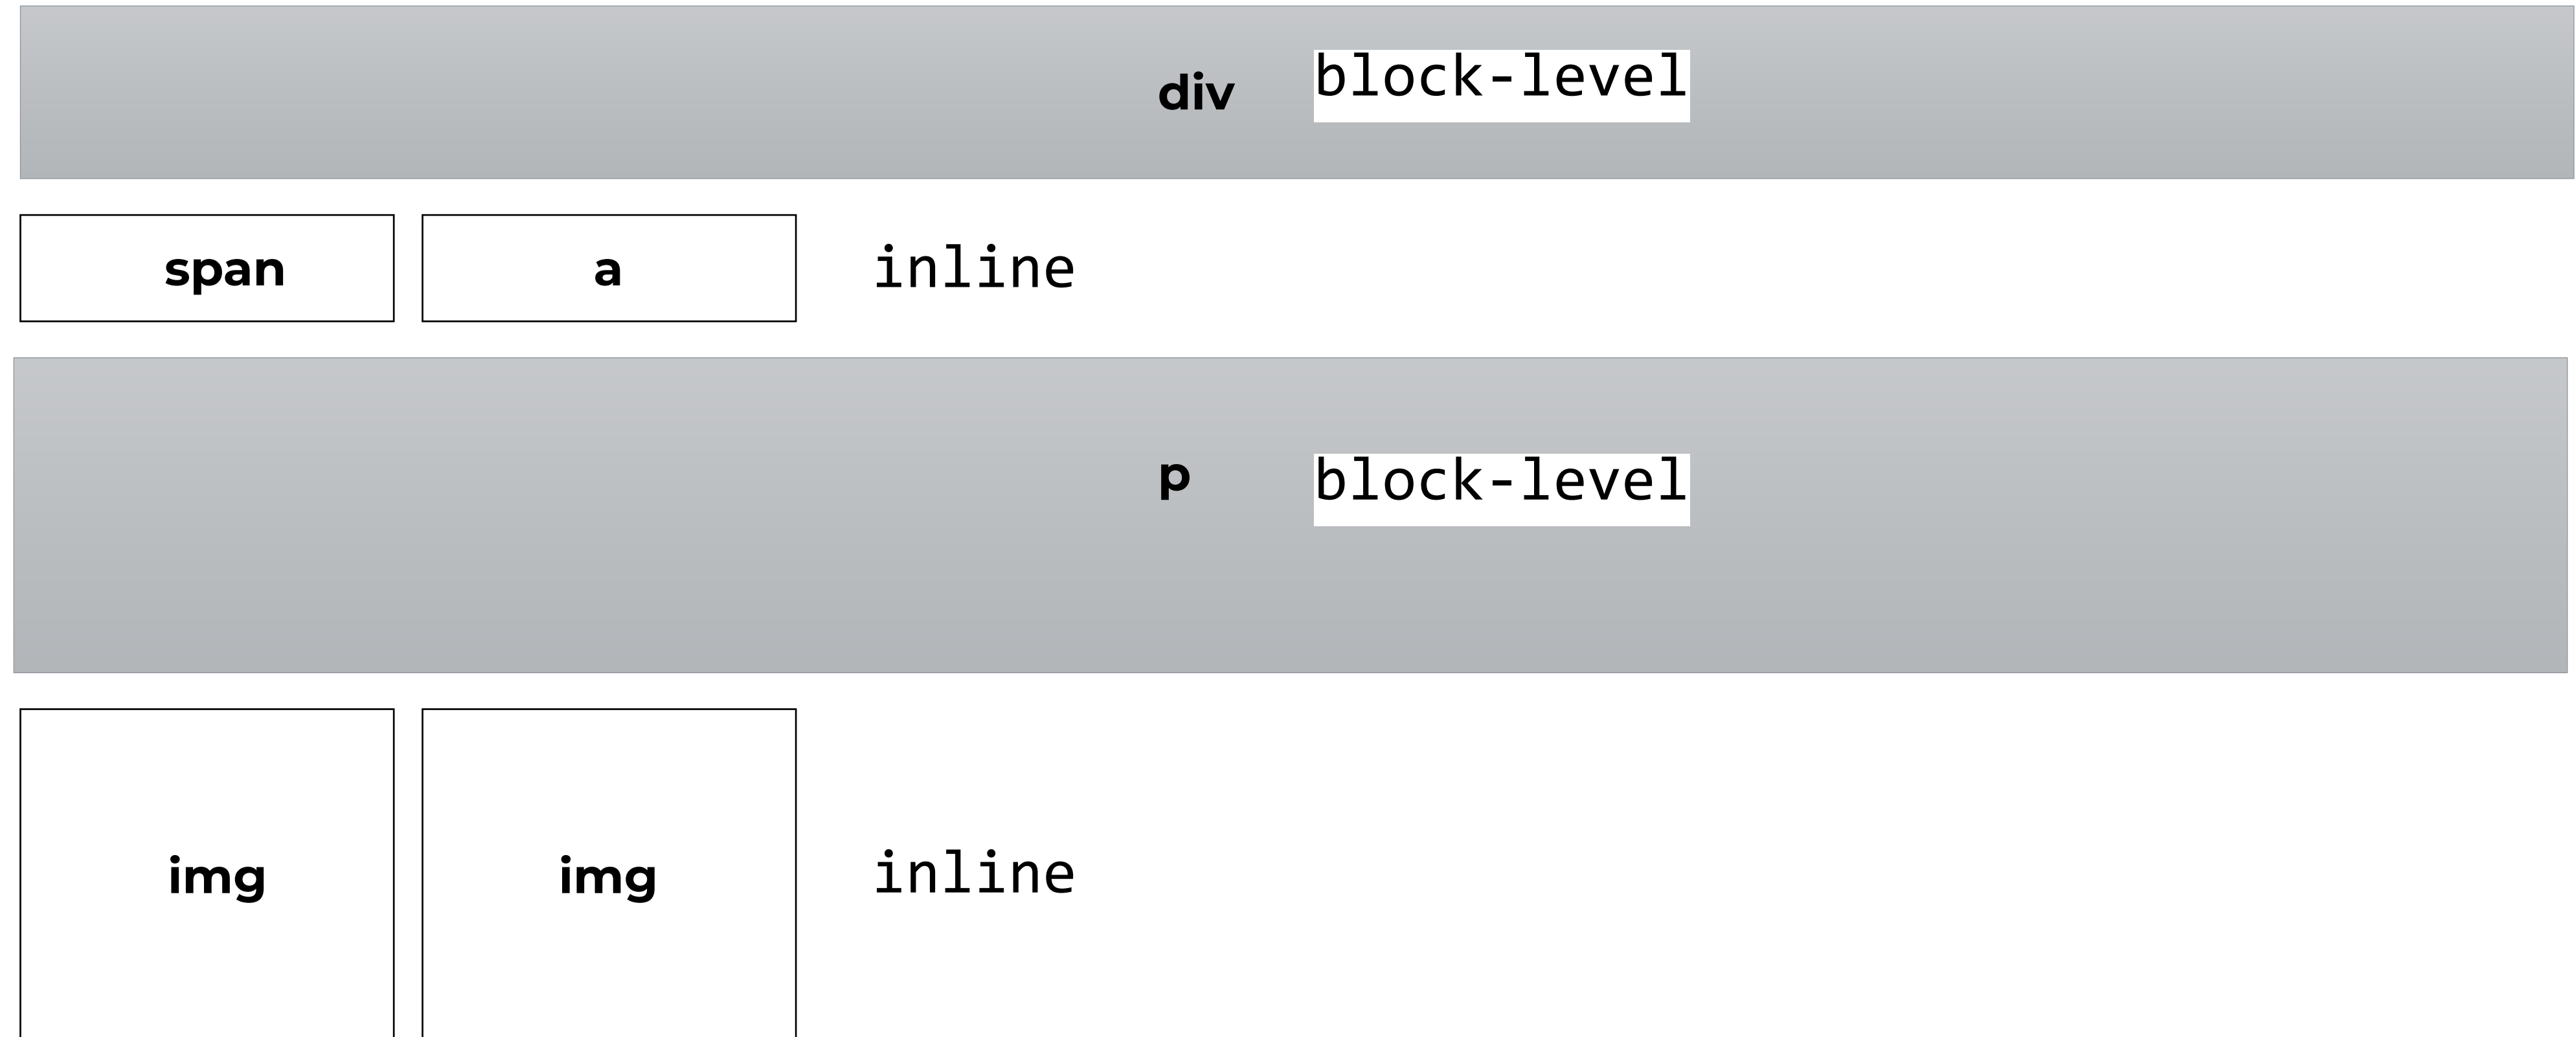 div block-level
span a inline
p block-level
img img inline